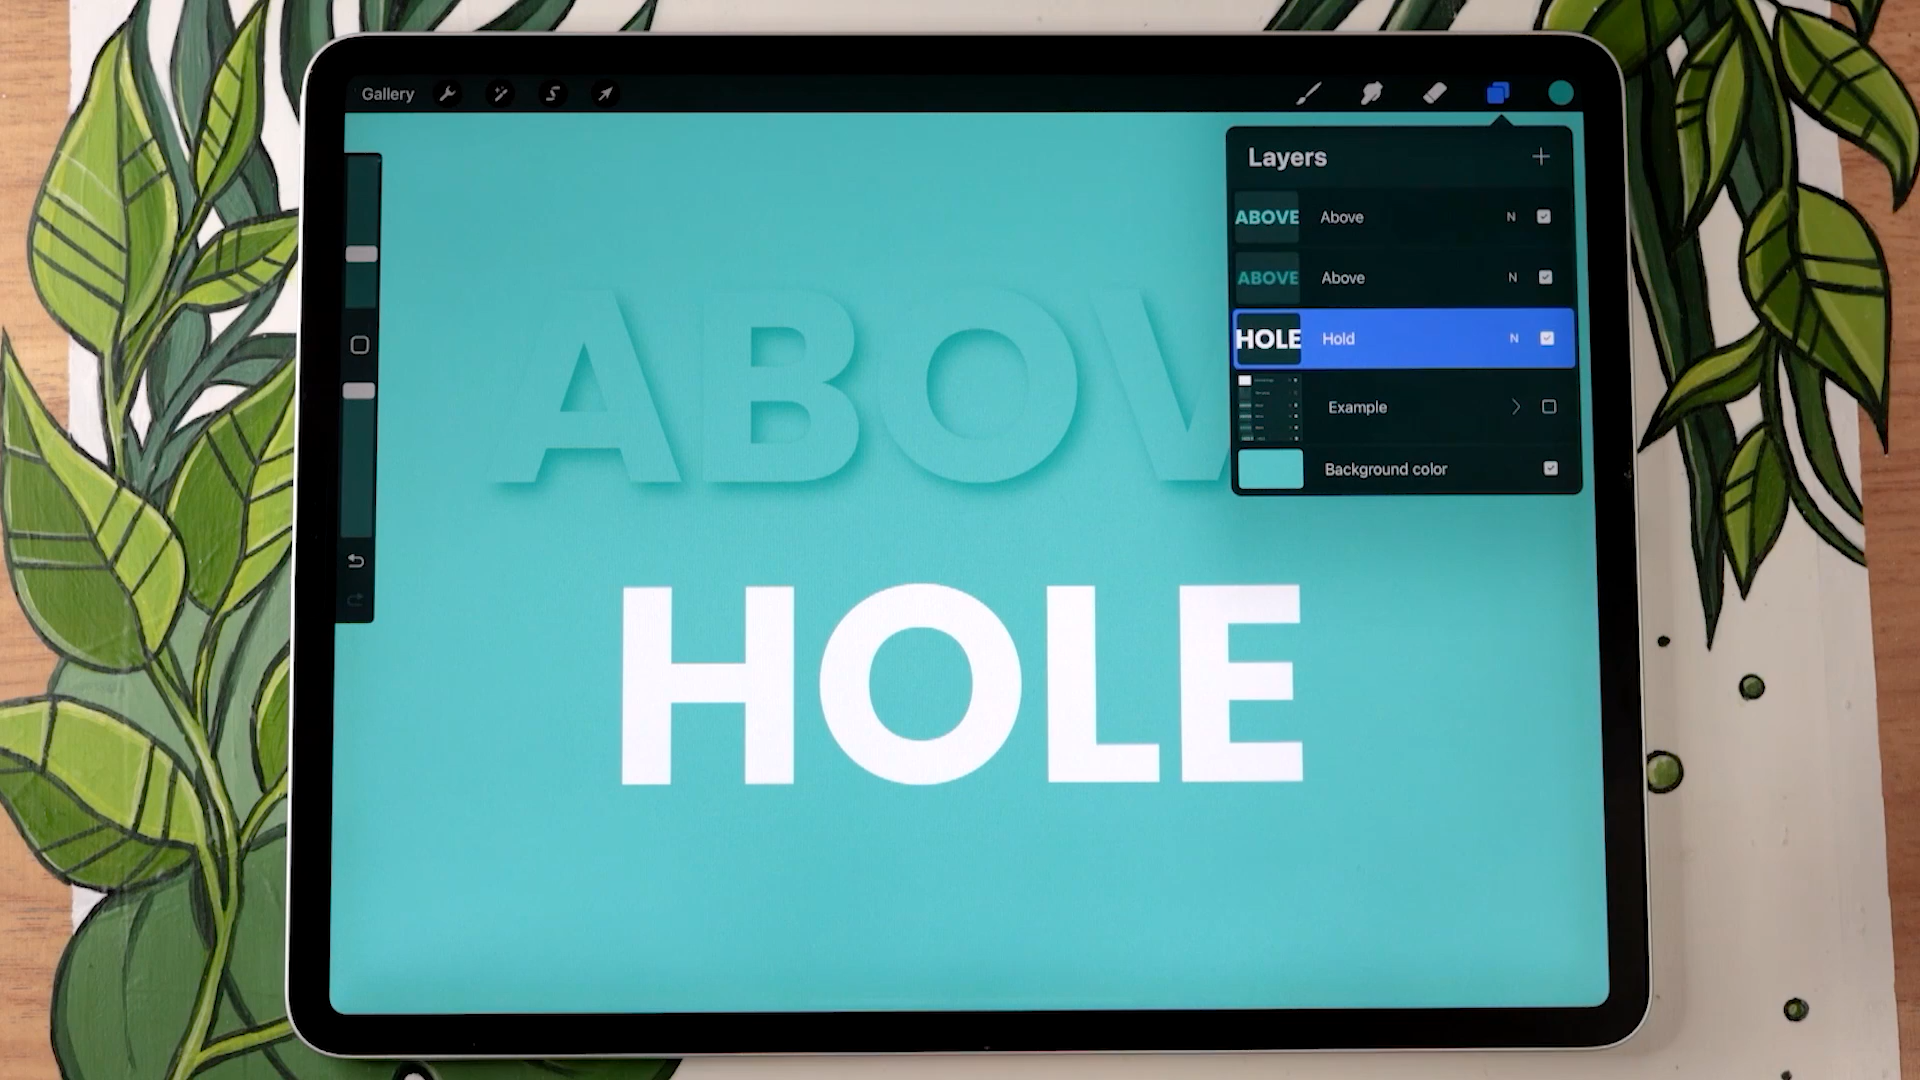 Gallery
Layers
ABOVE Above N
ABOVE Above N
HOLE Hold N
Example
Background color
ABOV
HOLE